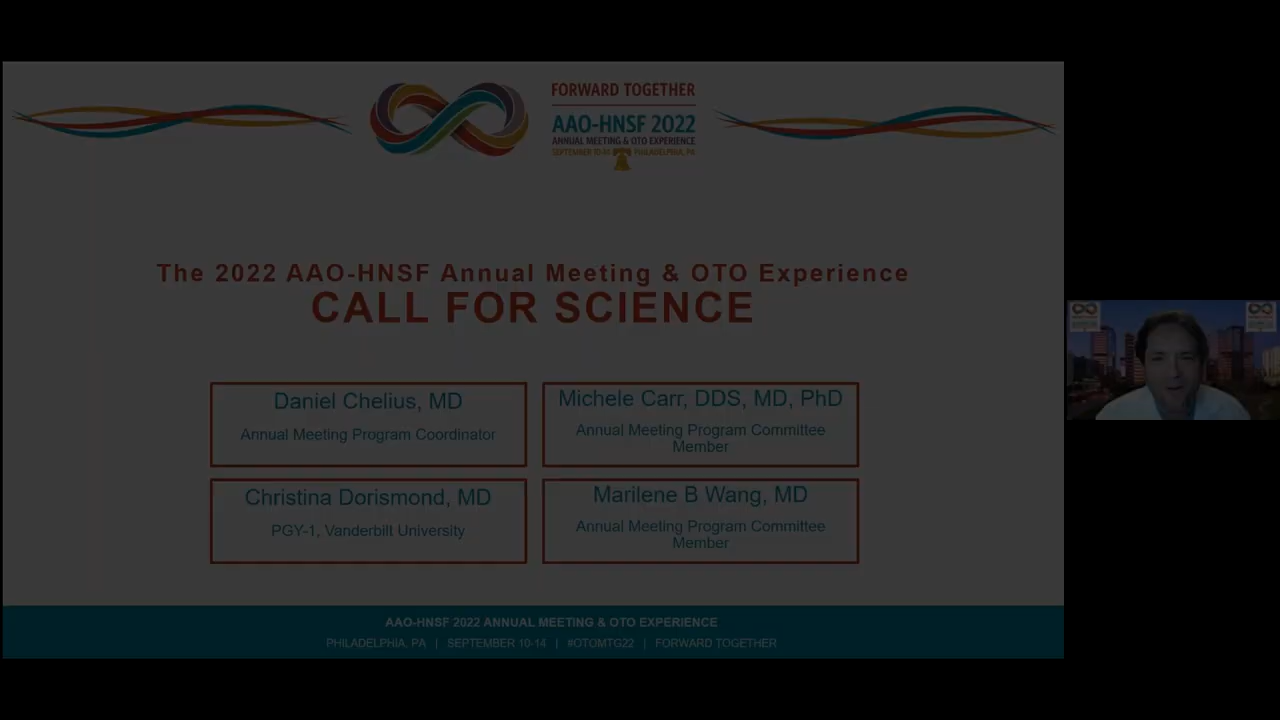 FORWARD TOGETHER
AAO-HNSF 2022
ANNUAL MEETING & OTO EXPERIENCE
SEPTEMBER 10-14 PHILADELPHIA, PA
The 2022 AAO-HNSF Annual Meeting & OTO Experience
CALL FOR SCIENCE
Daniel Chelius, MD
Annual Meeting Program Coordinator
Michele Carr, DDS, MD, PhD
Annual Meeting Program Committee
Member
Christina Dorismond, MD
PGY-1, Vanderbilt University
Marilene B Wang, MD
Annual Meeting Program Committee
Member
AAO-HNSF 2022 ANNUAL MEETING & OTO EXPERIENCE
PHILADELPHIA, PA | SEPTEMBER 10-14 | #OTOMTG22 | FORWARD TOGETHER